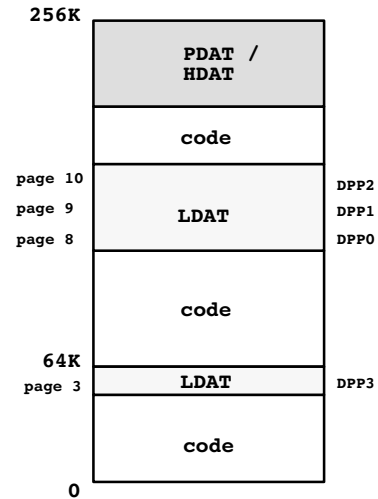 256K
PDAT /
HDAT
code
page 10
DPP2
page 9
LDAT
DPP1
page 8
DPP0
code
64K
page 3
LDAT
DPP3
code
0